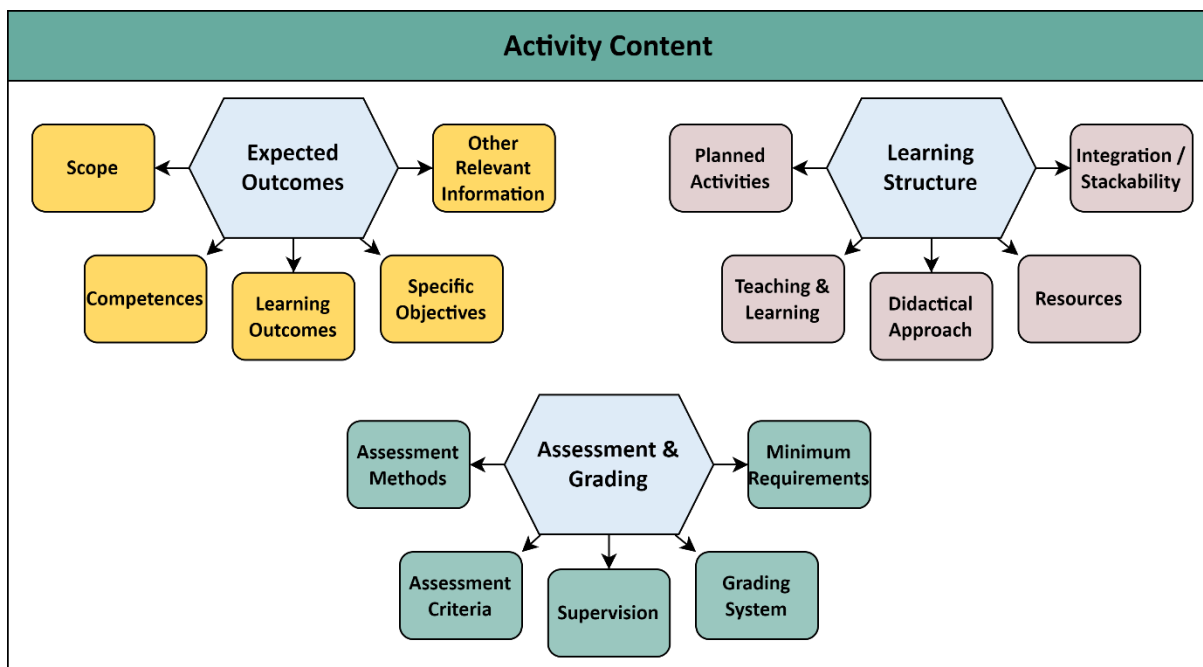 Activity Content
Scope
Expected
Outcomes
Other
Relevant
Information
Competences
Learning
Outcomes
Specific
Objectives
Planned
Activities
Learning
Structure
Integration /
Stackability
Teaching &
Learning
Didactical
Approach
Resources
Assessment
Methods
Assessment &
Grading
Minimum
Requirements
Assessment
Criteria
Supervision
Grading
System